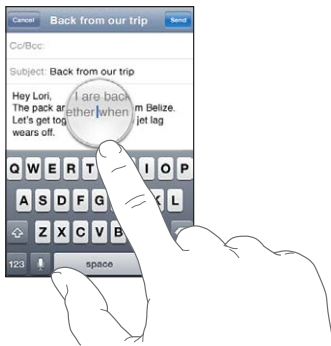 Cancel Back from our trip Send
Cc/Bcc:
Subject: Back from our trip
Hey Lori,
I are back
The pack ar m Belize.
ether when
Let's get tog jet lag
wears off.
Q W E R T I O P
A S D F G L
Z X C V B
123 space